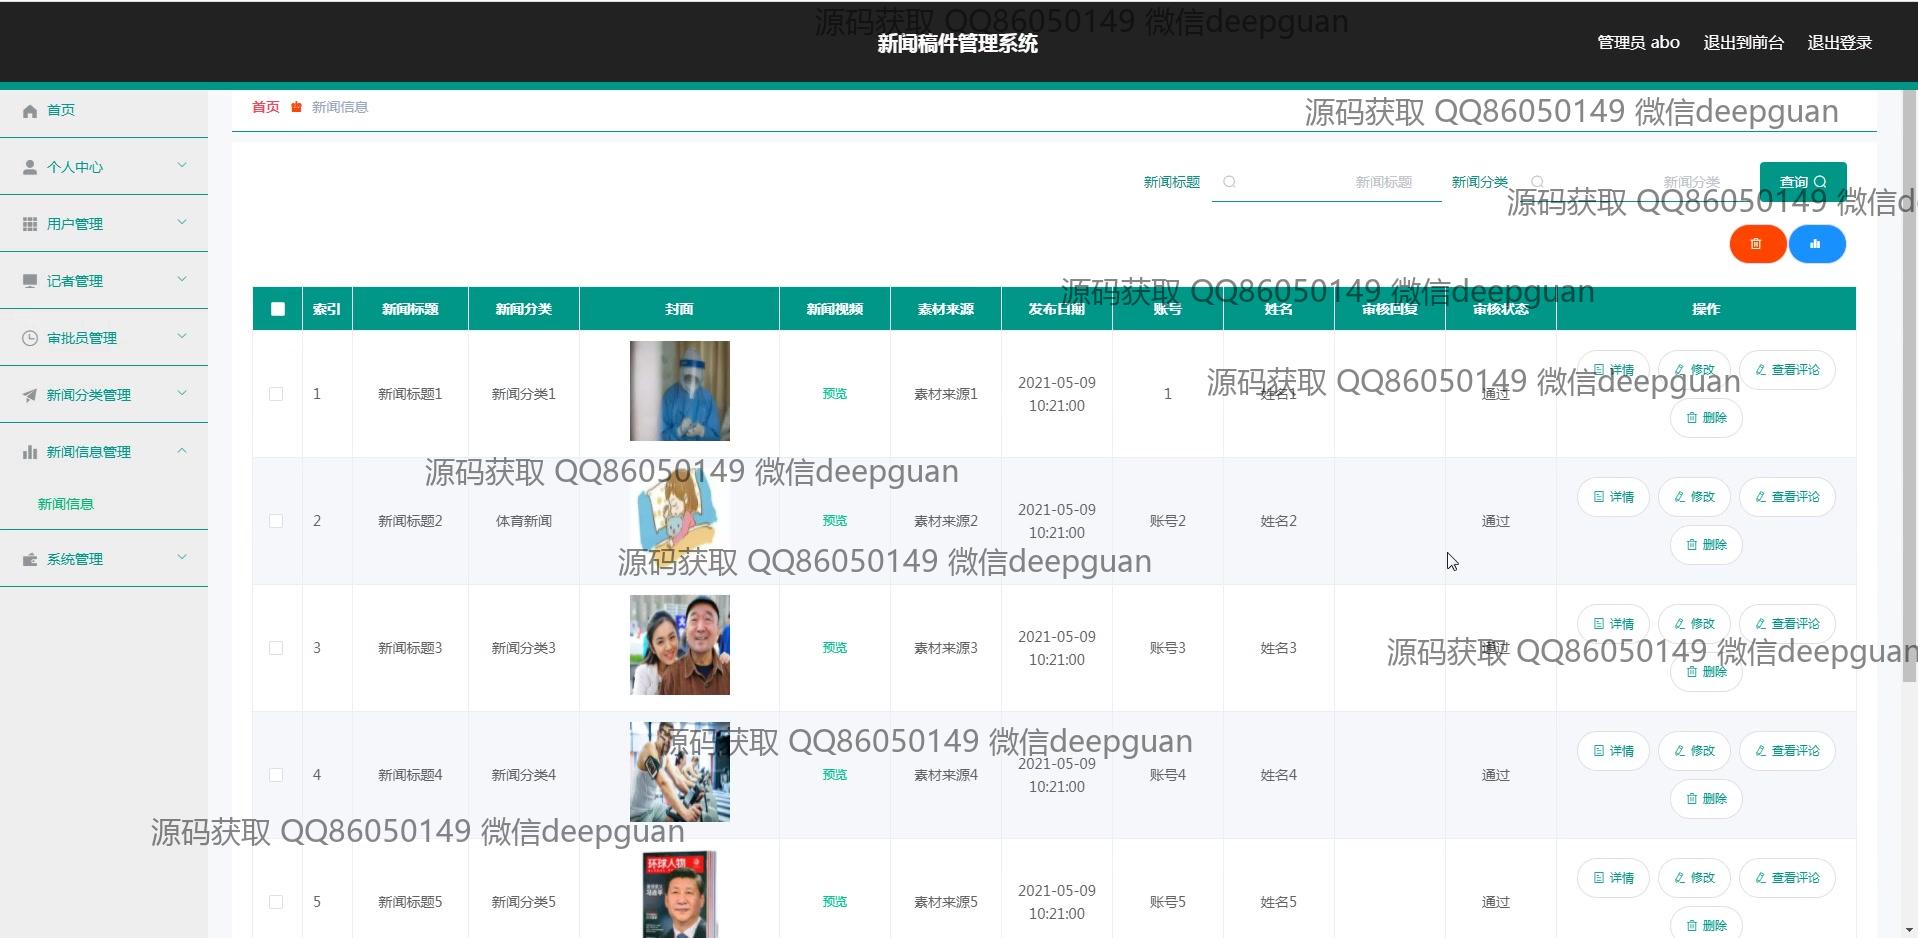 源码获取 QQ86050149 微信deepguan
新闻稿件管理系统
管理员 abo 退出到前台 退出登录
首页
个人中心
用户管理
记者管理
审批员管理
新闻分类管理
新闻信息管理
新闻信息
系统管理
首页 新闻信息
源码获取 QQ86050149 微信deepguan
新闻标题 新闻标题 新闻分类 新闻分类 查询
源码获取 QQ86050149 微信d
源码获取 QQ86050149 微信deepguan
索引 新闻标题 新闻分类 封面 新闻视频 素材来源 发布日期 账号 姓名 审核回复 审核状态 操作
1 新闻标题1 新闻分类1 预览 素材来源1 2021-05-09 10:21:00 1 姓名1 通过 详情 修改 查看评论
删除
源码获取 QQ86050149 微信deepguan
源码获取 QQ86050149 微信deepguan
2 新闻标题2 体育新闻 预览 素材来源2 2021-05-09 10:21:00 账号2 姓名2 通过 详情 修改 查看评论
删除
源码获取 QQ86050149 微信deepguan
3 新闻标题3 新闻分类3 预览 素材来源3 2021-05-09 10:21:00 账号3 姓名3 通过 详情 修改 查看评论
删除
源码获取 QQ86050149 微信deepguan
源码获取 QQ86050149 微信deepguan
4 新闻标题4 新闻分类4 预览 素材来源4 2021-05-09 10:21:00 账号4 姓名4 通过 详情 修改 查看评论
删除
源码获取 QQ86050149 微信deepguan
环球人物
5 新闻标题5 新闻分类5 预览 素材来源5 2021-05-09 10:21:00 账号5 姓名5 通过 详情 修改 查看评论
删除